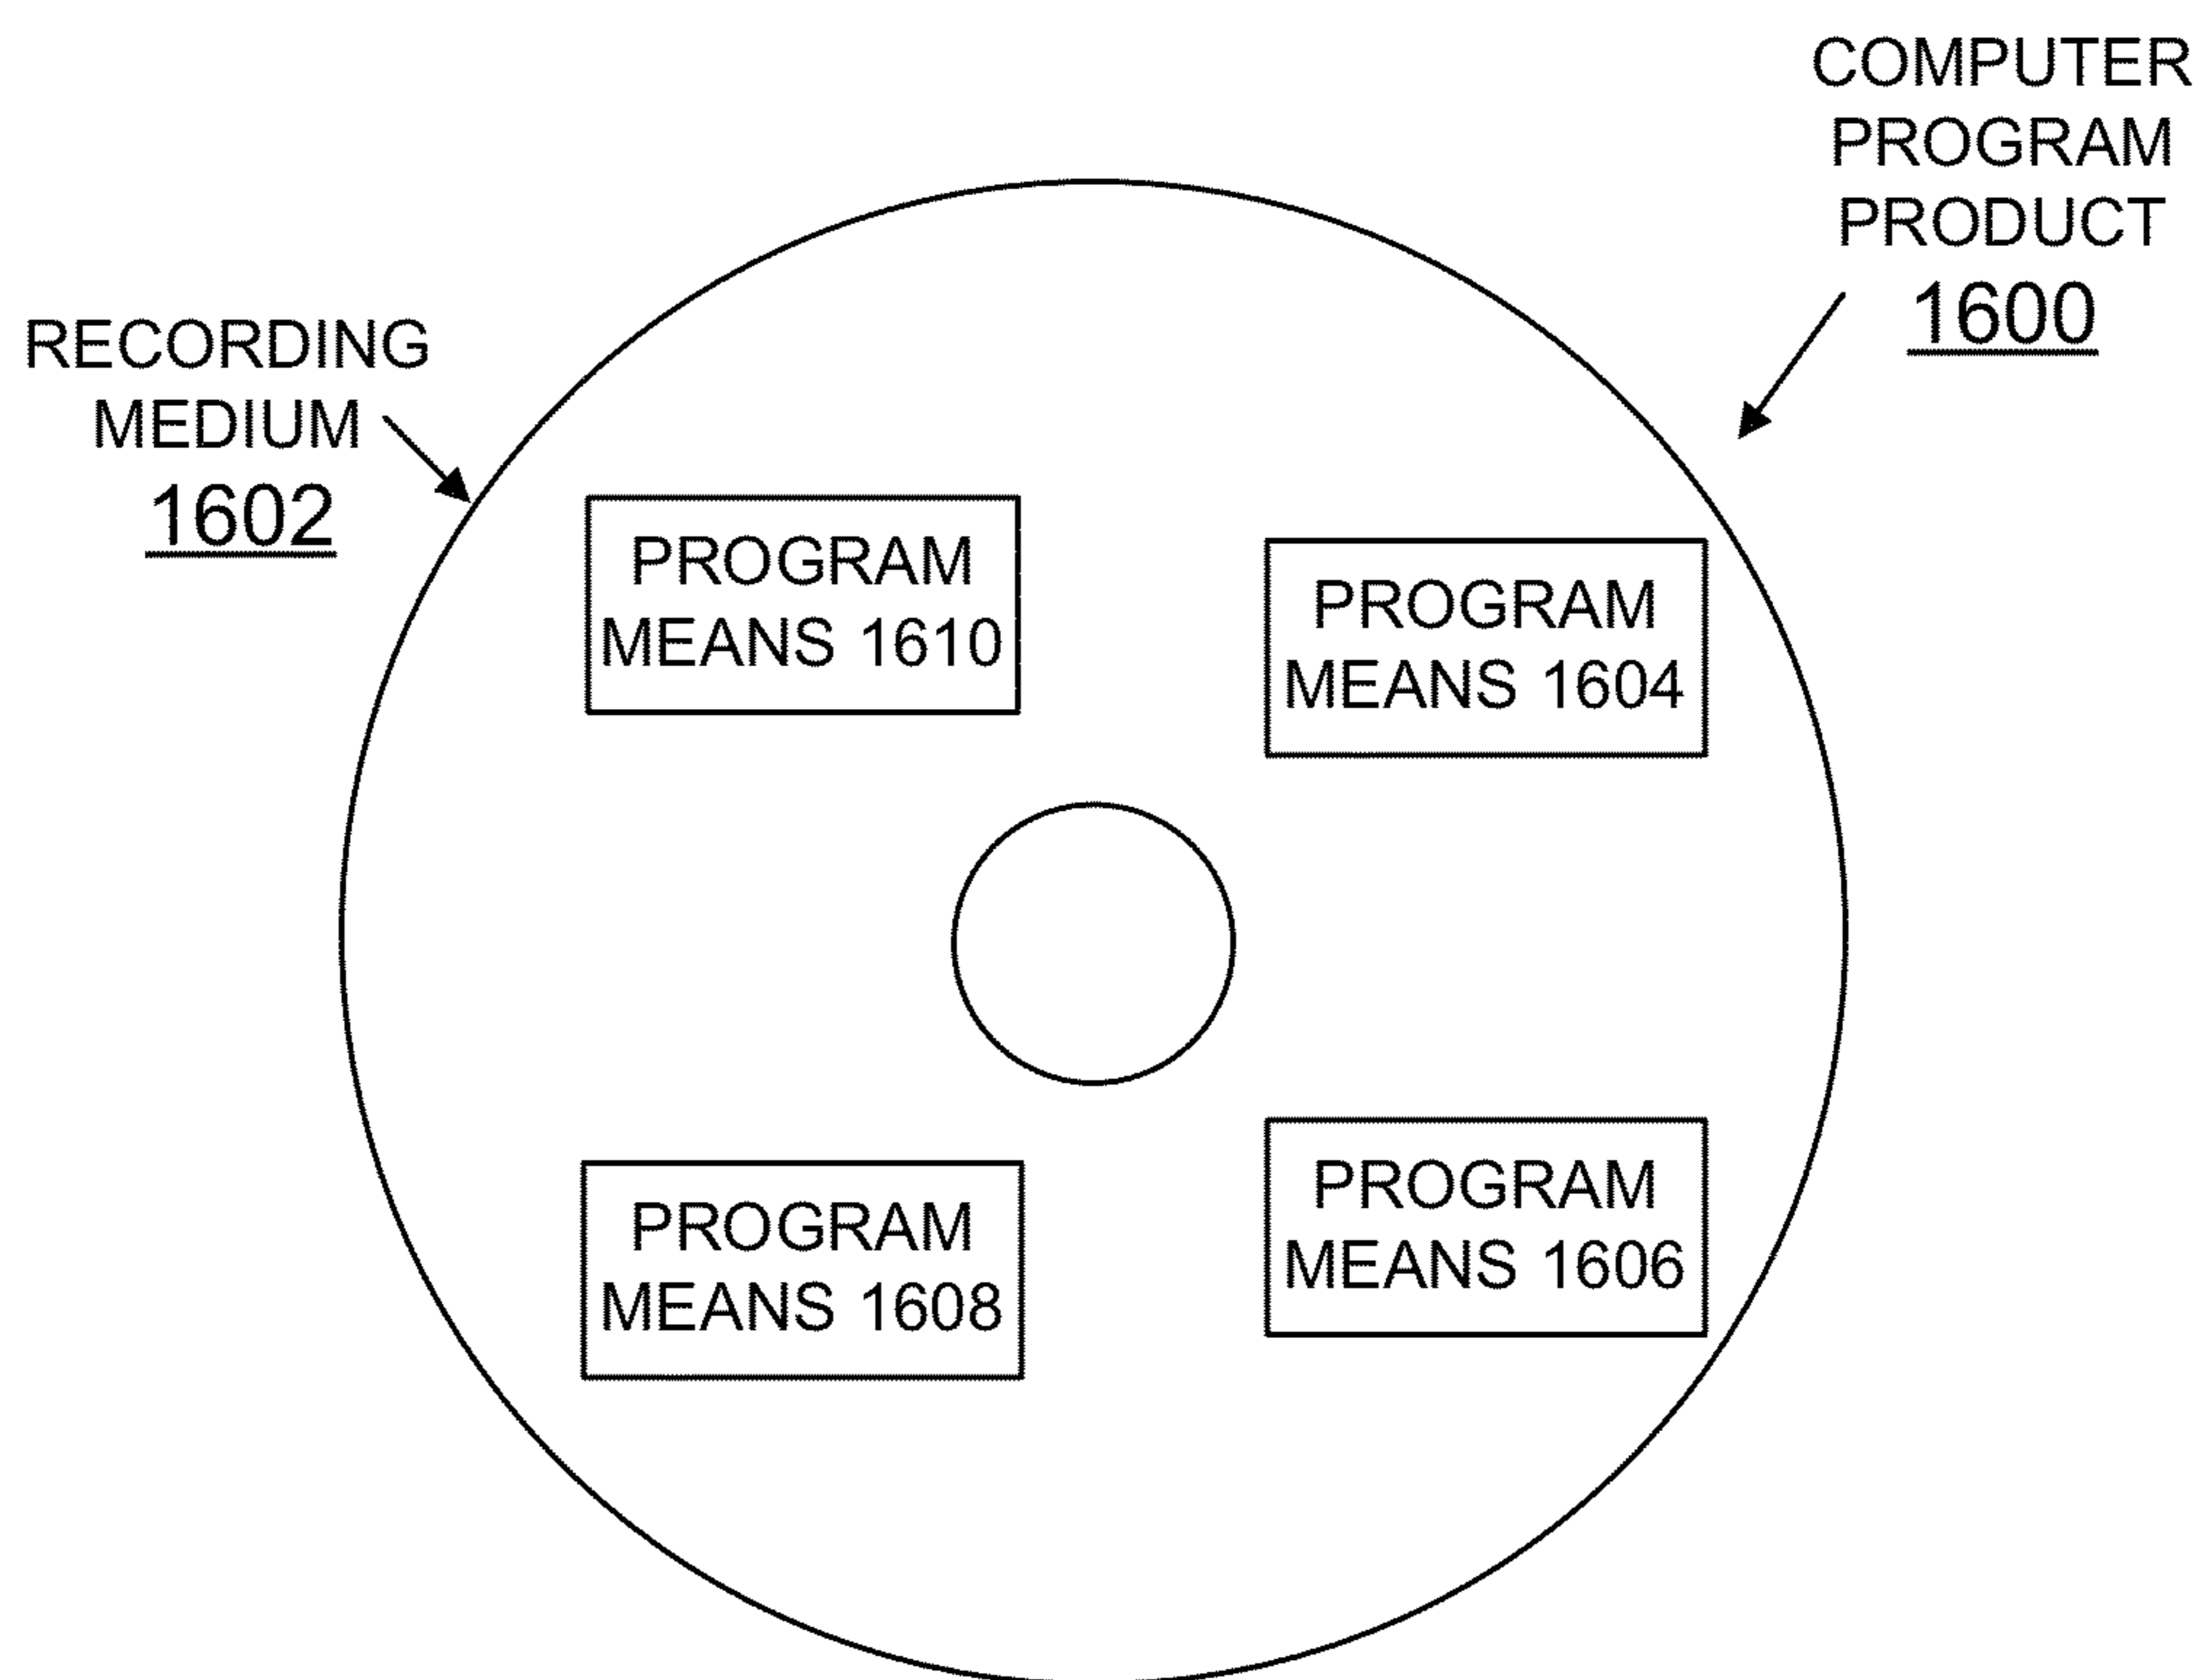 COMPUTER
PROGRAM
PRODUCT
1600
RECORDING
MEDIUM
1602
PROGRAM
MEANS 1610
PROGRAM
MEANS 1604
PROGRAM
MEANS 1608
PROGRAM
MEANS 1606